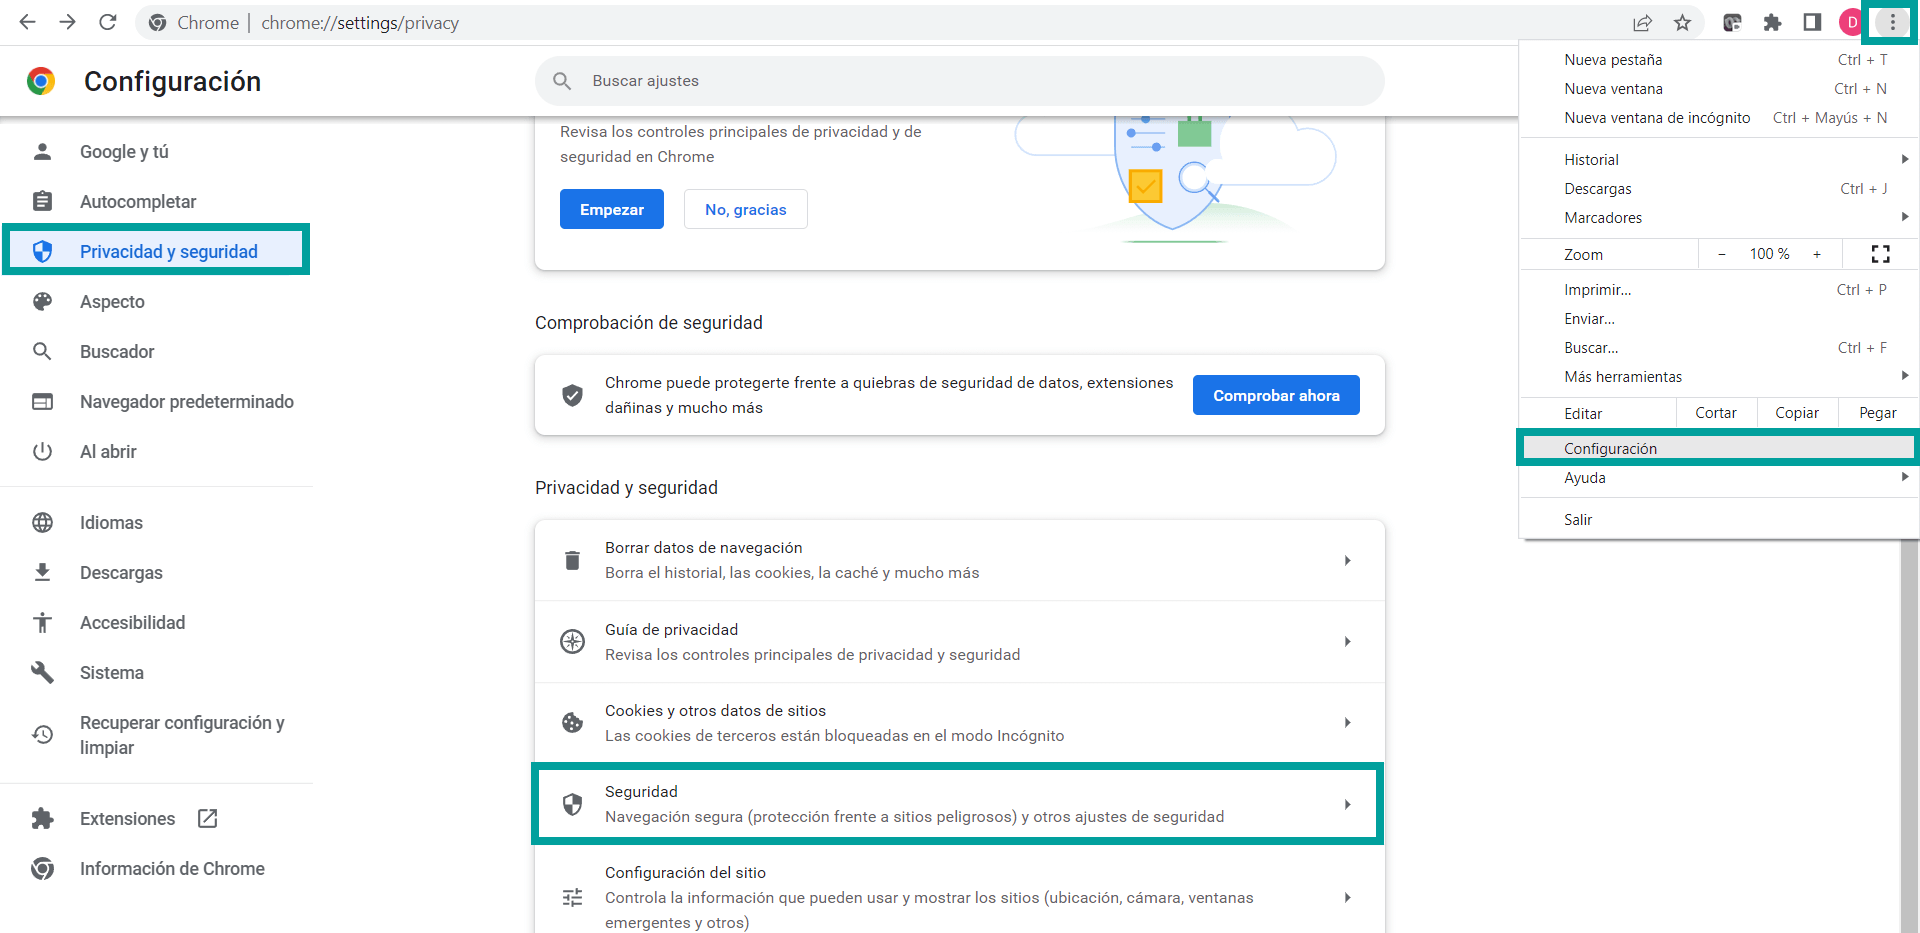 Chrome | chrome://settings/privacy
D
Configuración
Buscar ajustes
Google y tú
Autocompletar
Privacidad y seguridad
Aspecto
Buscador
Navegador predeterminado
Al abrir
Idiomas
Descargas
Accesibilidad
Sistema
Recuperar configuración y
limpiar
Extensiones
Información de Chrome
Revisa los controles principales de privacidad y de
seguridad en Chrome
Empezar
No, gracias
Comprobación de seguridad
Chrome puede protegerte frente a quiebras de seguridad de datos, extensiones
dañinas y mucho más
Comprobar ahora
Privacidad y seguridad
Borrar datos de navegación
Borra el historial, las cookies, la caché y mucho más
Guía de privacidad
Revisa los controles principales de privacidad y seguridad
Cookies y otros datos de sitios
Las cookies de terceros están bloqueadas en el modo Incógnito
Seguridad
Navegación segura (protección frente a sitios peligrosos) y otros ajustes de seguridad
Configuración del sitio
Controla la información que pueden usar y mostrar los sitios (ubicación, cámara, ventanas
emergentes y otros)
Nueva pestaña Ctrl + T
Nueva ventana Ctrl + N
Nueva ventana de incógnito Ctrl + Mayús + N
Historial
Descargas Ctrl + J
Marcadores
Zoom − 100 % +
Imprimir... Ctrl + P
Enviar...
Buscar... Ctrl + F
Más herramientas
Editar Cortar Copiar Pegar
Configuración
Ayuda
Salir